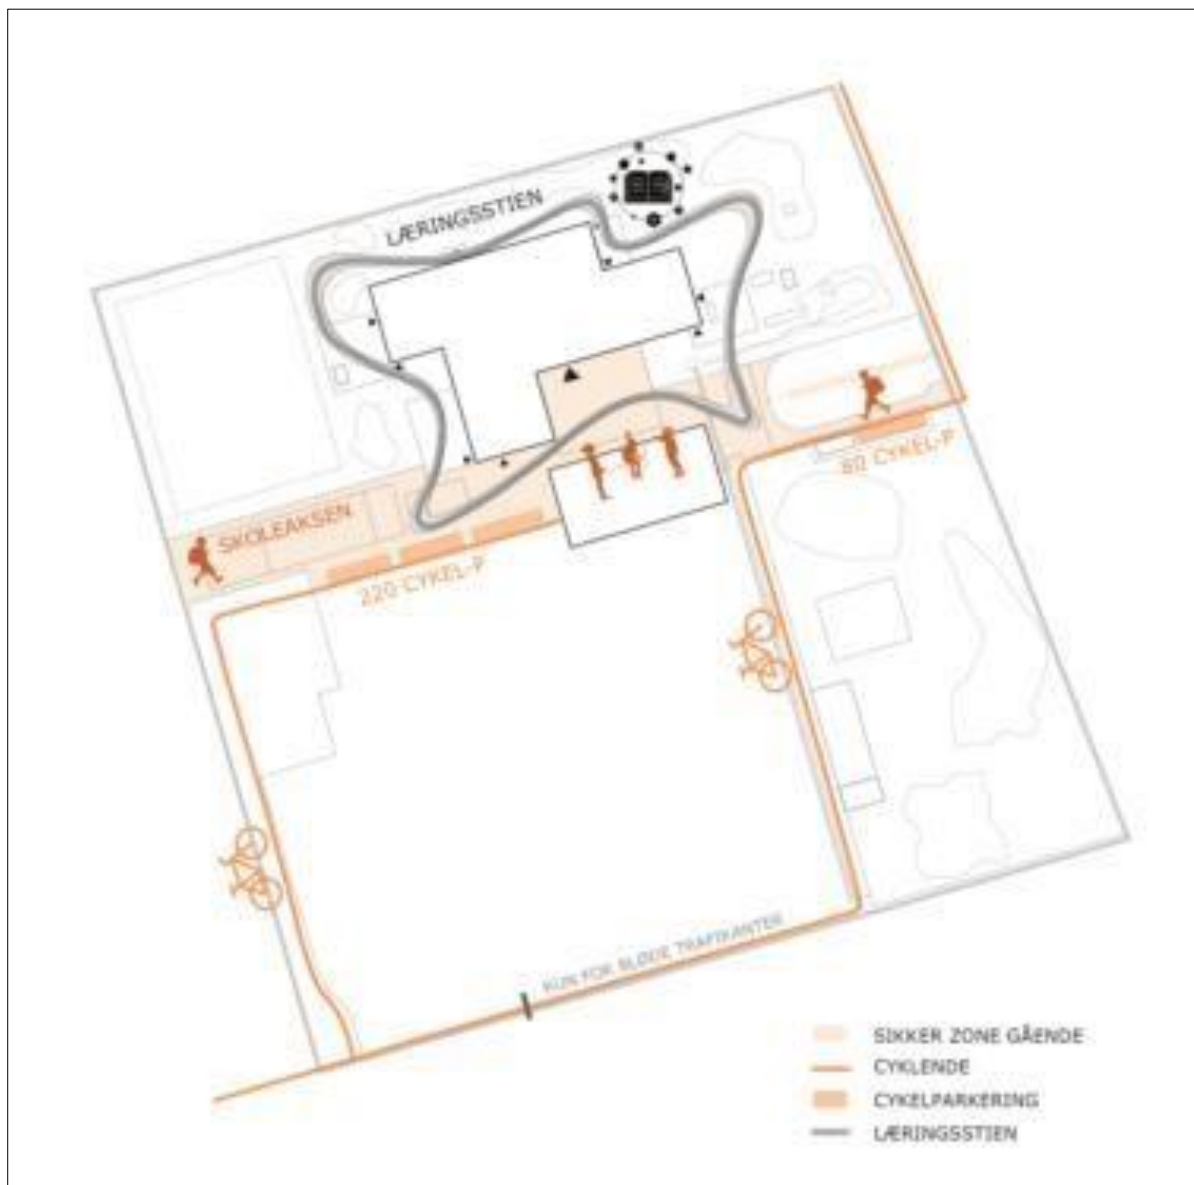 LÆRINGSSTIEN
80 CYKEL-P
SKOLEAKSEN
220 CYKEL-P
KUN FOR BLØDE TRAFIKANTER
SIKKER ZONE GÅENDE
CYKLENDE
CYKELPARKERING
LÆRINGSSTIEN